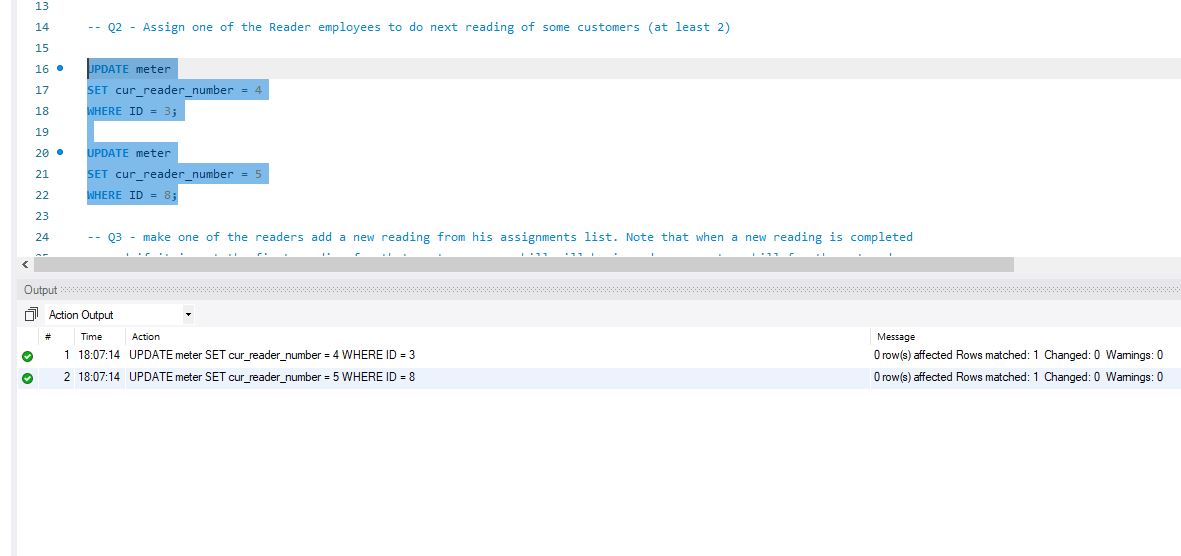 13
14 -- Q2 - Assign one of the Reader employees to do next reading of some customers (at least 2)
15
16 UPDATE meter
17 SET cur_reader_number = 4
18 WHERE ID = 3;
19
20 UPDATE meter
21 SET cur_reader_number = 5
22 WHERE ID = 8;
23
24 -- Q3 - make one of the readers add a new reading from his assignments list. Note that when a new reading is completed
Output
Action Output
# Time Action Message
1 18:07:14 UPDATE meter SET cur_reader_number = 4 WHERE ID = 3 0 row(s) affected Rows matched: 1 Changed: 0 Warnings: 0
2 18:07:14 UPDATE meter SET cur_reader_number = 5 WHERE ID = 8 0 row(s) affected Rows matched: 1 Changed: 0 Warnings: 0